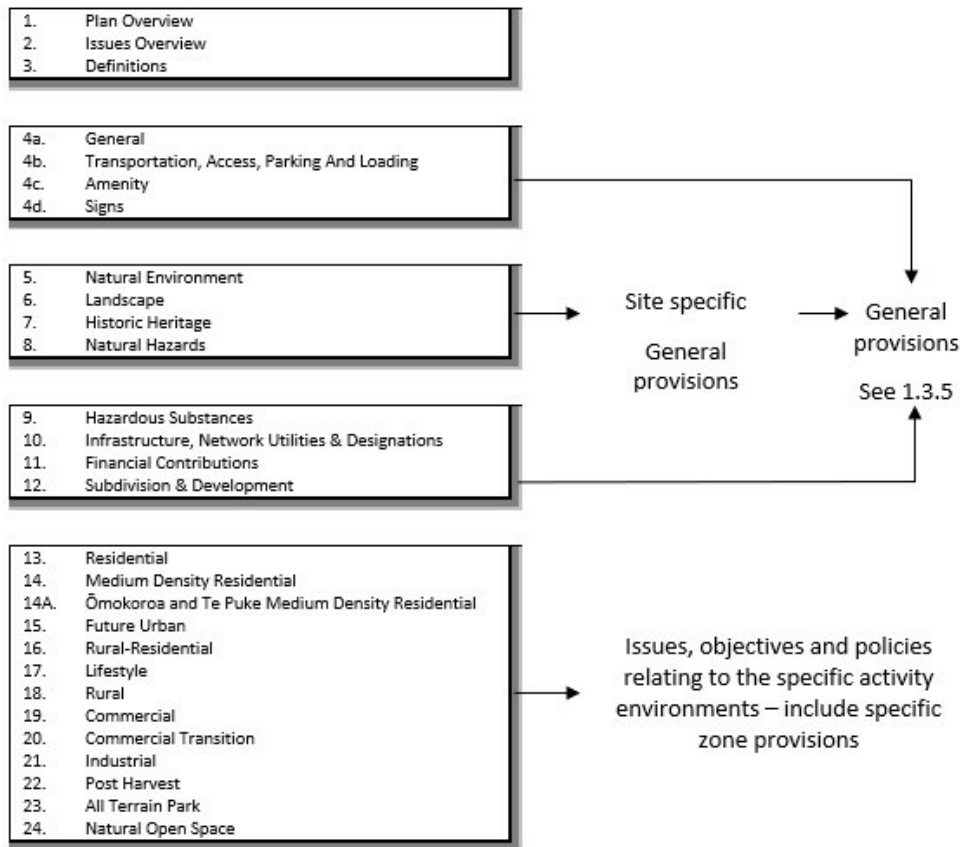 1. Plan Overview
2. Issues Overview
3. Definitions
4a. General
4b. Transportation, Access, Parking And Loading
4c. Amenity
4d. Signs
5. Natural Environment
6. Landscape
7. Historic Heritage
8. Natural Hazards
Site specific
General
provisions
General
provisions
See 1.3.5
9. Hazardous Substances
10. Infrastructure, Network Utilities & Designations
11. Financial Contributions
12. Subdivision & Development
13. Residential
14. Medium Density Residential
14A. Ōmokoroa and Te Puke Medium Density Residential
15. Future Urban
16. Rural-Residential
17. Lifestyle
18. Rural
19. Commercial
20. Commercial Transition
21. Industrial
22. Post Harvest
23. All Terrain Park
24. Natural Open Space
Issues, objectives and policies
relating to the specific activity
environments – include specific
zone provisions